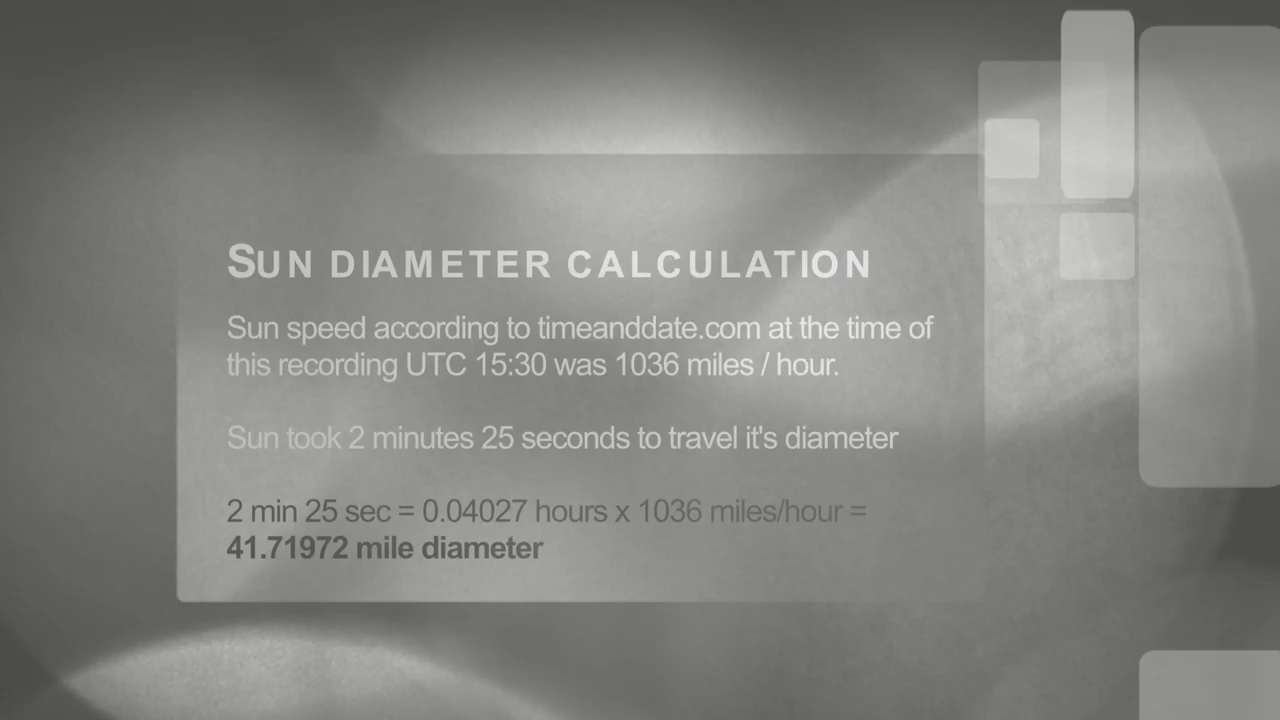 SUN DIAMETER CALCULATION
Sun speed according to timeanddate.com at the time of
this recording UTC 15:30 was 1036 miles / hour.
Sun took 2 minutes 25 seconds to travel it's diameter
2 min 25 sec = 0.04027 hours x 1036 miles/hour =
41.71972 mile diameter